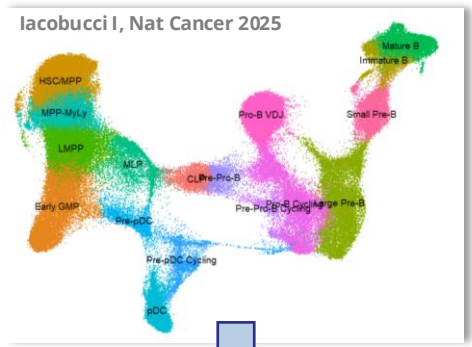 Iacobucci I, Nat Cancer 2025
Mature B
Immature B
HSC/MPP
MPP-MyLy
Pro-B VDJ
Small Pre-B
LMPP
MLP
CLP
Pre-Pro-B
Early GMP
Pre-Pro-B Cycling
Pro-B Cycling
Large Pre-B
Pre-pDC
Pre-pDC Cycling
pDC